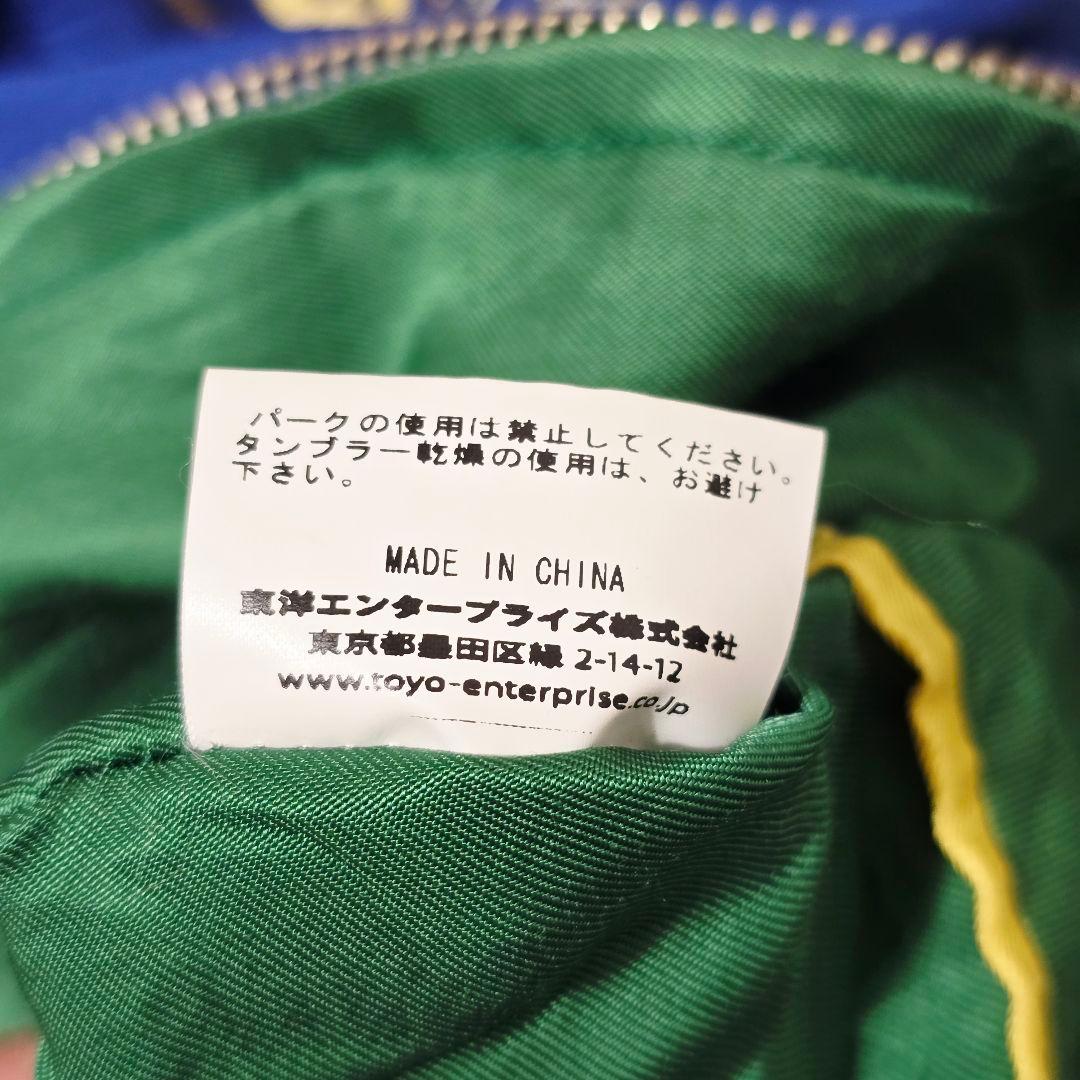 パークの使用は禁止してください。
タンブラー乾燥の使用は、お避け
下さい。
MADE IN CHINA
東洋エンタープライズ株式会社
東京都墨田区緑 2-14-12
www.toyo-enterprise.co.jp